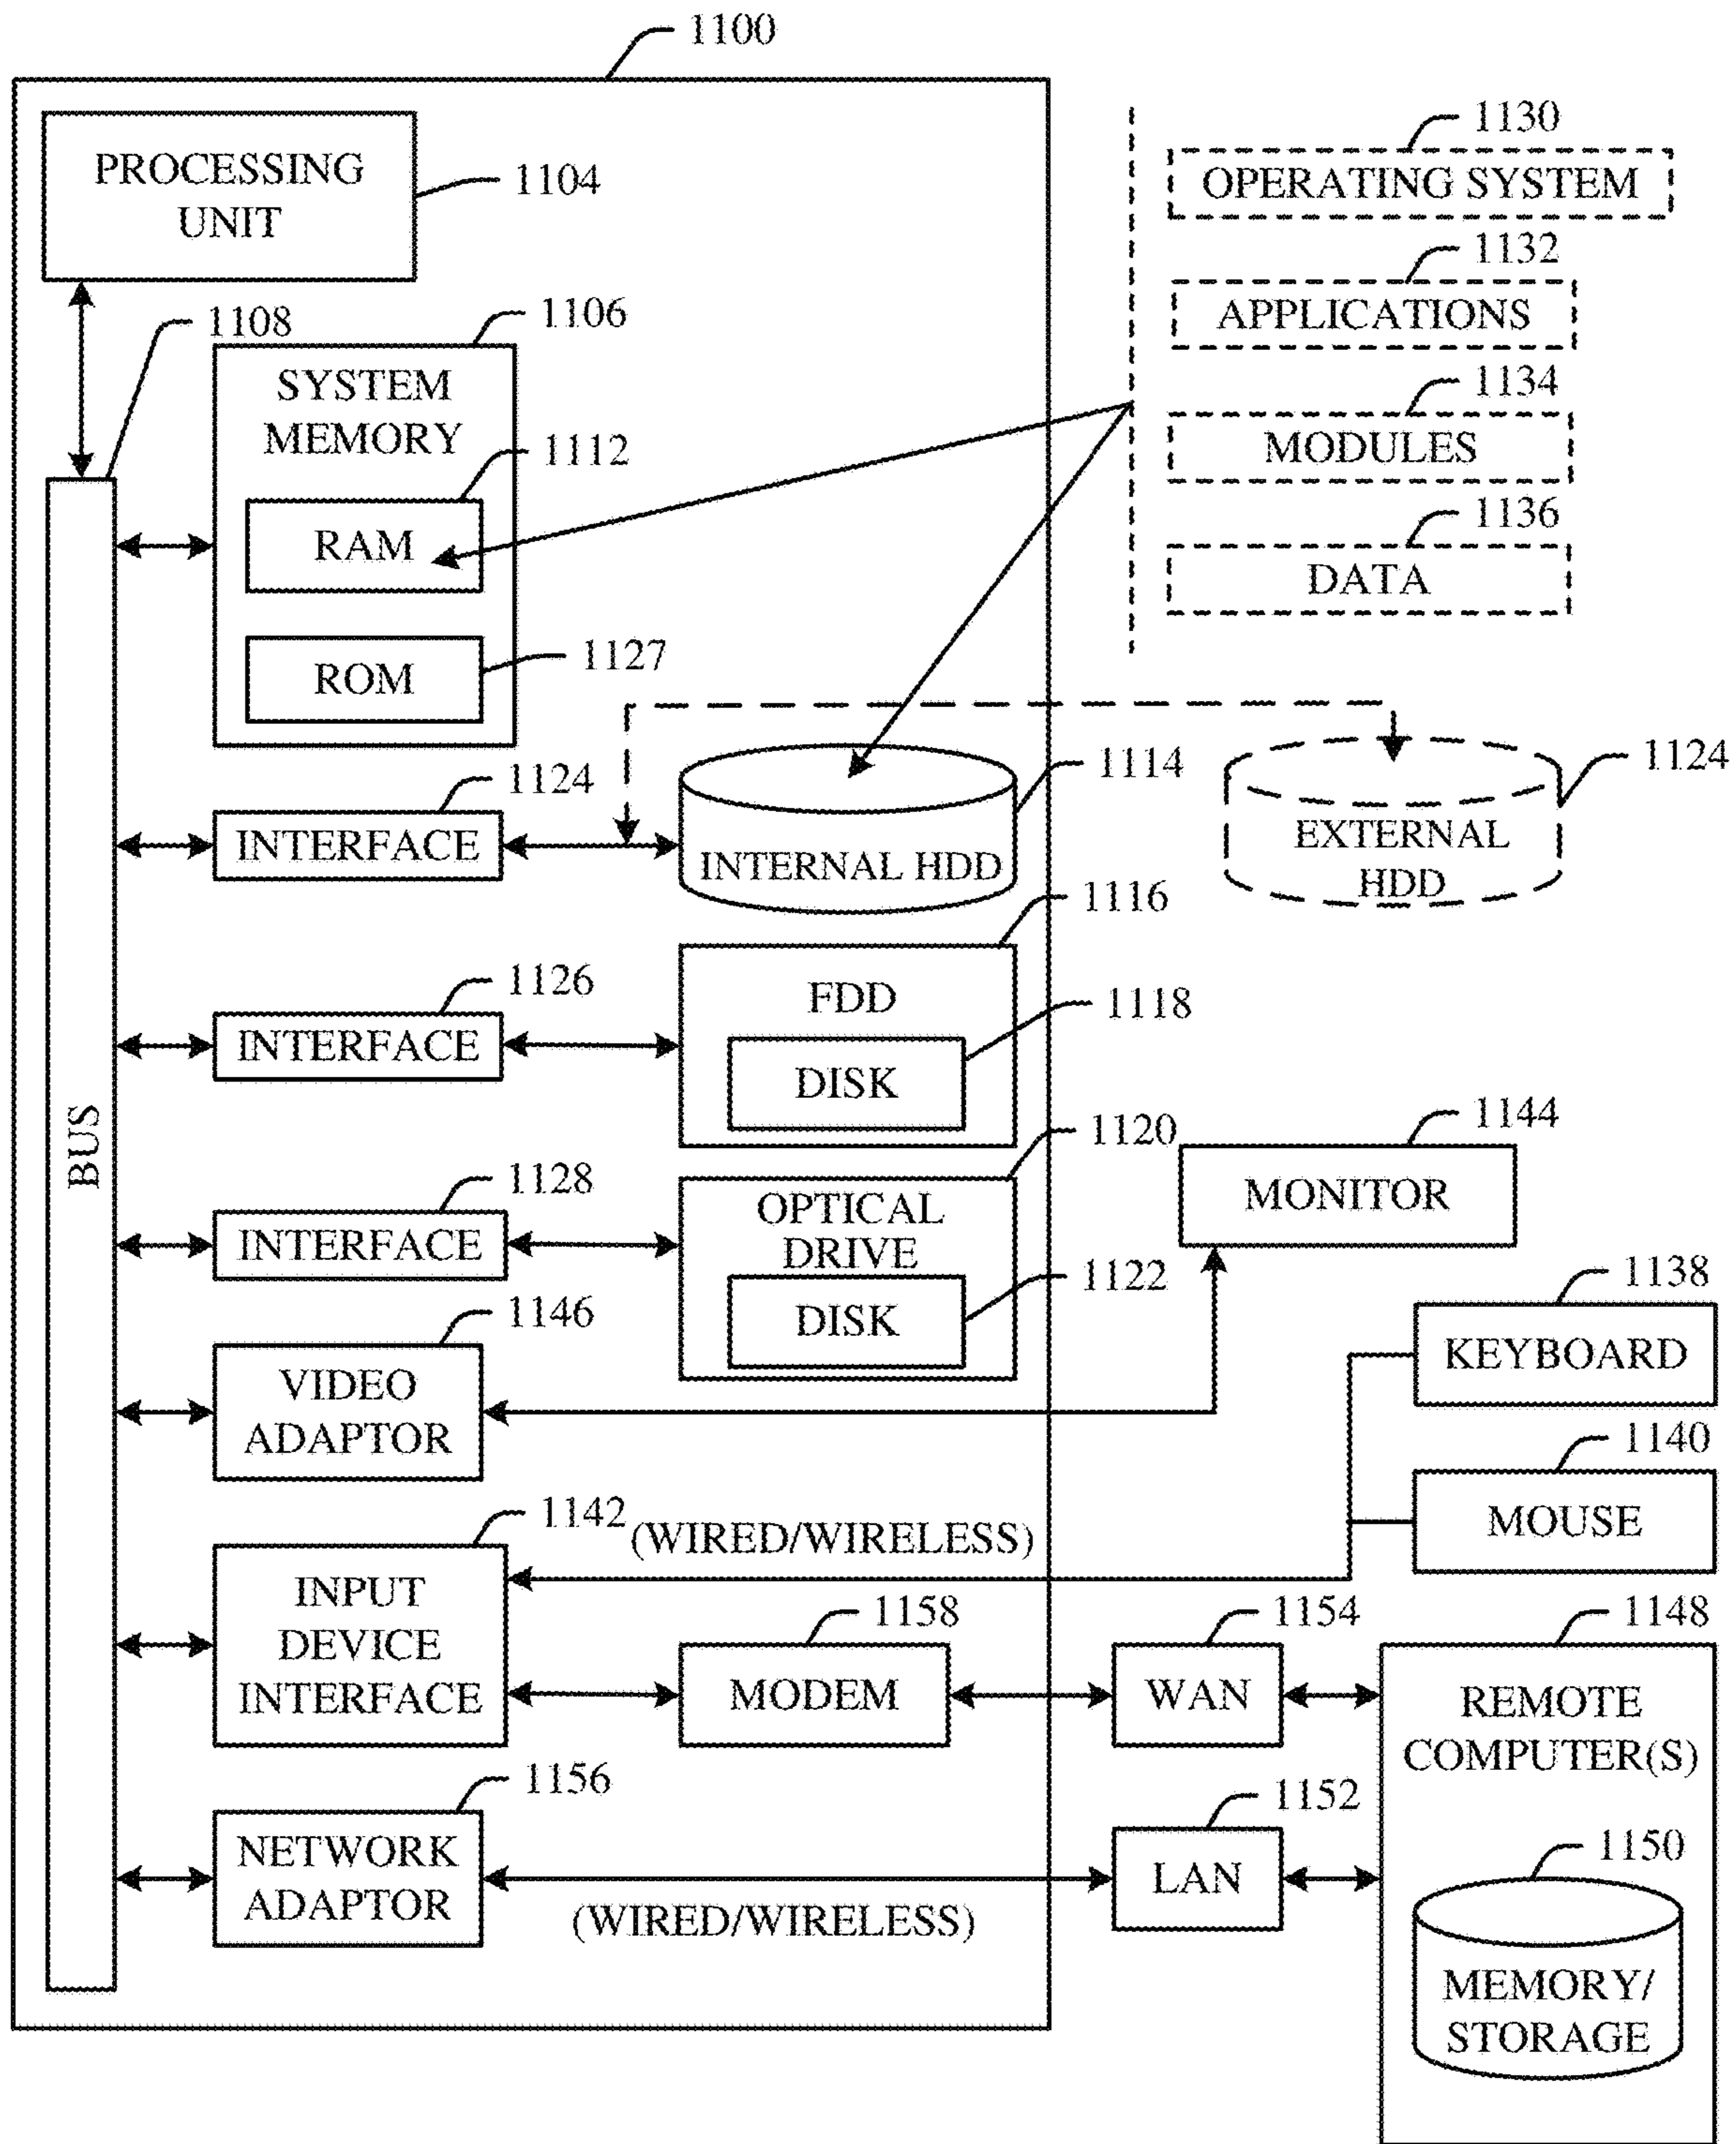 1100
PROCESSING
UNIT
1104
1130
OPERATING SYSTEM
1132
APPLICATIONS
1134
MODULES
1136
DATA
1108
1106
SYSTEM
MEMORY
1112
RAM
1127
ROM
1124
INTERFACE
1114
INTERNAL HDD
1124
EXTERNAL
HDD
1126
INTERFACE
1116
FDD
1118
DISK
BUS
1128
INTERFACE
1120
OPTICAL
DRIVE
1122
DISK
1144
MONITOR
1146
VIDEO
ADAPTOR
1138
KEYBOARD
1140
MOUSE
1142
(WIRED/WIRELESS)
INPUT
DEVICE
INTERFACE
1158
MODEM
1154
WAN
1148
REMOTE
COMPUTER(S)
1156
NETWORK
ADAPTOR
(WIRED/WIRELESS)
1152
LAN
1150
MEMORY/
STORAGE